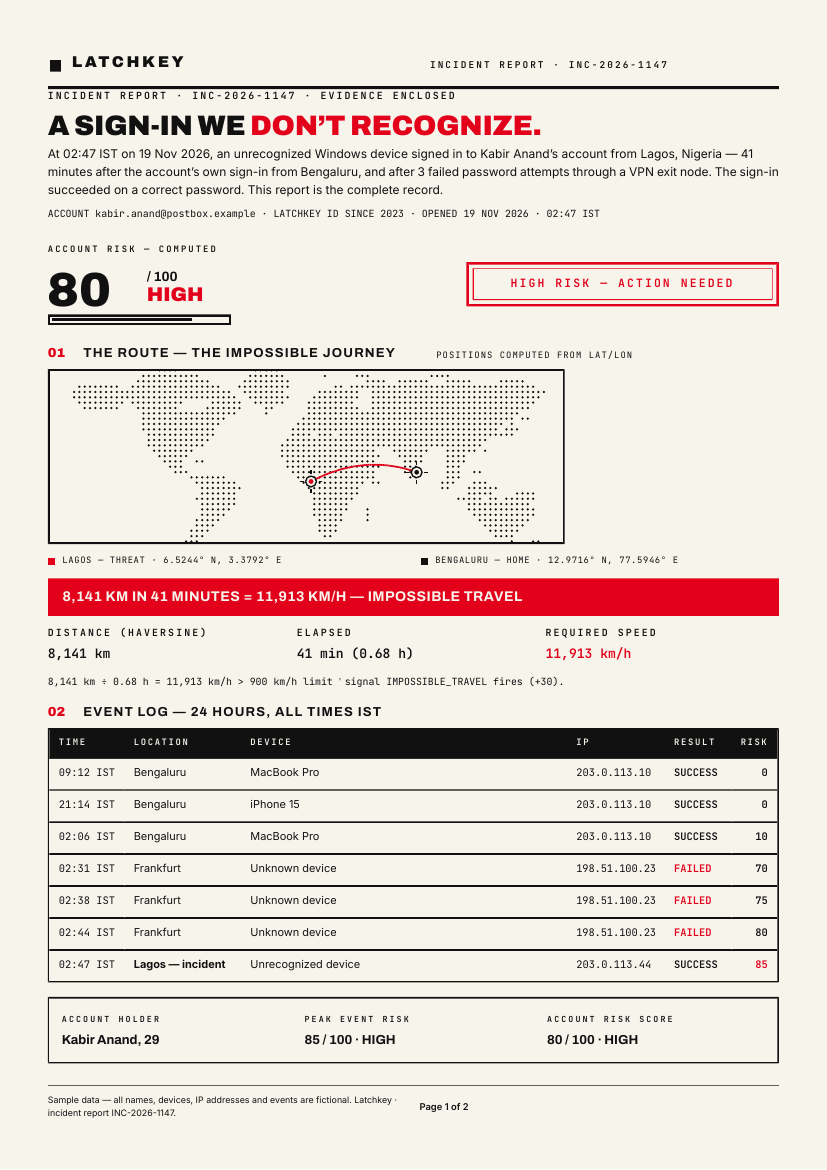 LATCHKEY
INCIDENT REPORT · INC-2026-1147
INCIDENT REPORT · INC-2026-1147 · EVIDENCE ENCLOSED
A SIGN-IN WE DON’T RECOGNIZE.
At 02:47 IST on 19 Nov 2026, an unrecognized Windows device signed in to Kabir Anand’s account from Lagos, Nigeria — 41
minutes after the account’s own sign-in from Bengaluru, and after 3 failed password attempts through a VPN exit node. The sign-in
succeeded on a correct password. This report is the complete record.
ACCOUNT kabir.anand@postbox.example · LATCHKEY ID SINCE 2023 · OPENED 19 NOV 2026 · 02:47 IST
ACCOUNT RISK — COMPUTED
80 / 100
HIGH
HIGH RISK — ACTION NEEDED
01 THE ROUTE — THE IMPOSSIBLE JOURNEY POSITIONS COMPUTED FROM LAT/LON
LAGOS — THREAT · 6.5244° N, 3.3792° E BENGALURU — HOME · 12.9716° N, 77.5946° E
8,141 KM IN 41 MINUTES = 11,913 KM/H — IMPOSSIBLE TRAVEL
DISTANCE (HAVERSINE) ELAPSED REQUIRED SPEED
8,141 km 41 min (0.68 h) 11,913 km/h
8,141 km ÷ 0.68 h = 11,913 km/h > 900 km/h limit ' signal IMPOSSIBLE_TRAVEL fires (+30).
02 EVENT LOG — 24 HOURS, ALL TIMES IST
TIME LOCATION DEVICE IP RESULT RISK
09:12 IST Bengaluru MacBook Pro 203.0.113.10 SUCCESS 0
21:14 IST Bengaluru iPhone 15 203.0.113.10 SUCCESS 0
02:06 IST Bengaluru MacBook Pro 203.0.113.10 SUCCESS 10
02:31 IST Frankfurt Unknown device 198.51.100.23 FAILED 70
02:38 IST Frankfurt Unknown device 198.51.100.23 FAILED 75
02:44 IST Frankfurt Unknown device 198.51.100.23 FAILED 80
02:47 IST Lagos — incident Unrecognized device 203.0.113.44 SUCCESS 85
ACCOUNT HOLDER PEAK EVENT RISK ACCOUNT RISK SCORE
Kabir Anand, 29 85 / 100 · HIGH 80 / 100 · HIGH
Sample data — all names, devices, IP addresses and events are fictional. Latchkey ·
incident report INC-2026-1147.
Page 1 of 2